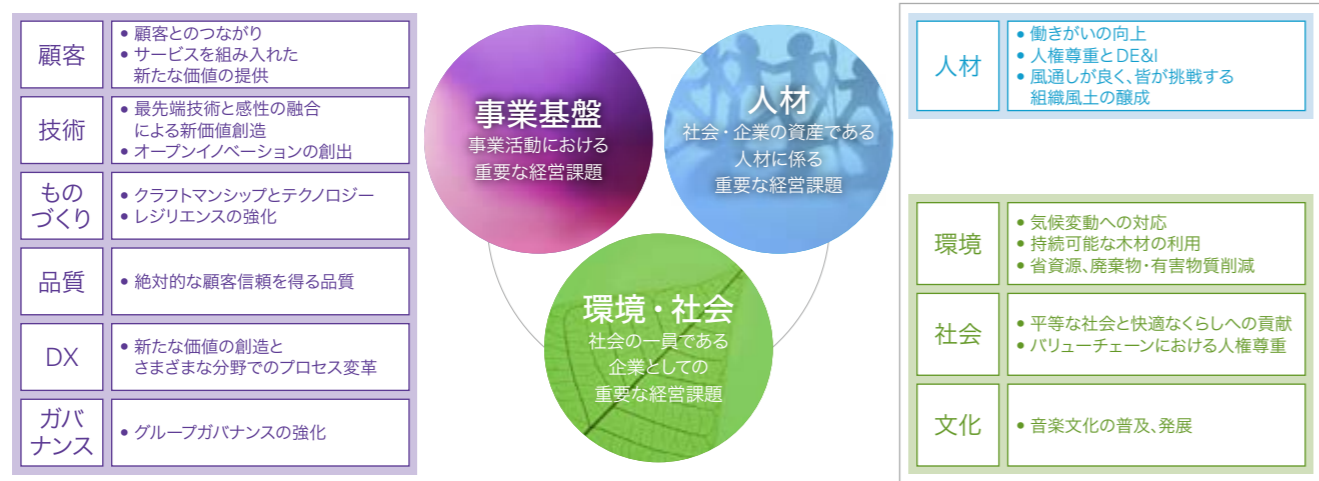 顧客
• 顧客とのつながり
• サービスを組み入れた
新たな価値の提供
技術
• 最先端技術と感性の融合
による新価値創造
• オープンイノベーションの創出
もの
づくり
• クラフトマンシップとテクノロジー
• レジリエンスの強化
品質
• 絶対的な顧客信頼を得る品質
DX
• 新たな価値の創造と
さまざまな分野でのプロセス変革
ガバ
ナンス
• グループガバナンスの強化
事業基盤
事業活動における
重要な経営課題
人材
社会・企業の資産である
人材に係る
重要な経営課題
環境・社会
社会の一員である
企業としての
重要な経営課題
人材
• 働きがいの向上
• 人権尊重とDE&I
• 風通しが良く、皆が挑戦する
組織風土の醸成
環境
• 気候変動への対応
• 持続可能な木材の利用
• 省資源、廃棄物・有害物質削減
社会
• 平等な社会と快適なくらしへの貢献
• バリューチェーンにおける人権尊重
文化
• 音楽文化の普及、発展